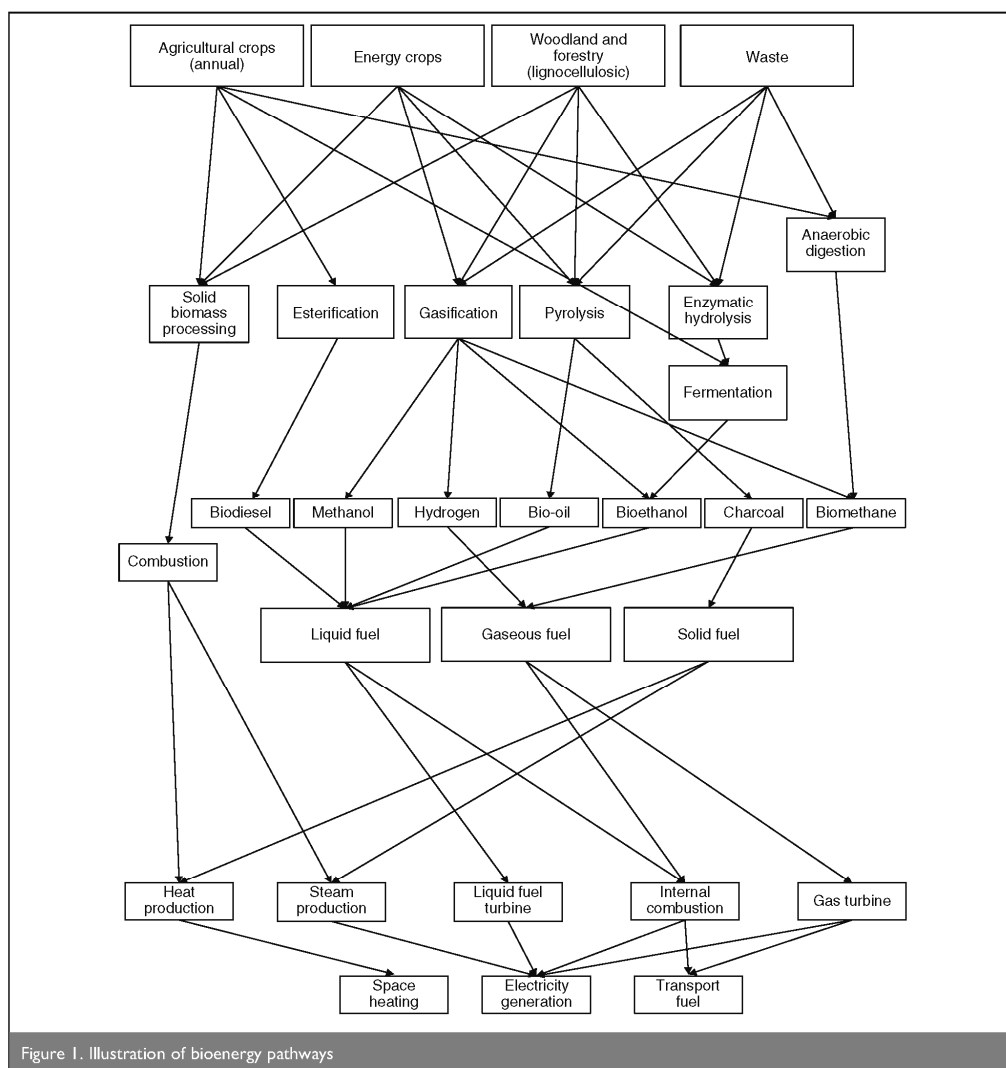 Agricultural crops
(annual)
Energy crops
Woodland and
forestry
(lignocellulosic)
Waste
Anaerobic
digestion
Solid
biomass
processing
Esterification
Gasification
Pyrolysis
Enzymatic
hydrolysis
Fermentation
Biodiesel
Methanol
Hydrogen
Bio-oil
Bioethanol
Charcoal
Biomethane
Combustion
Liquid fuel
Gaseous fuel
Solid fuel
Heat
production
Steam
production
Liquid fuel
turbine
Internal
combustion
Gas turbine
Space
heating
Electricity
generation
Transport
fuel
Figure 1. Illustration of bioenergy pathways